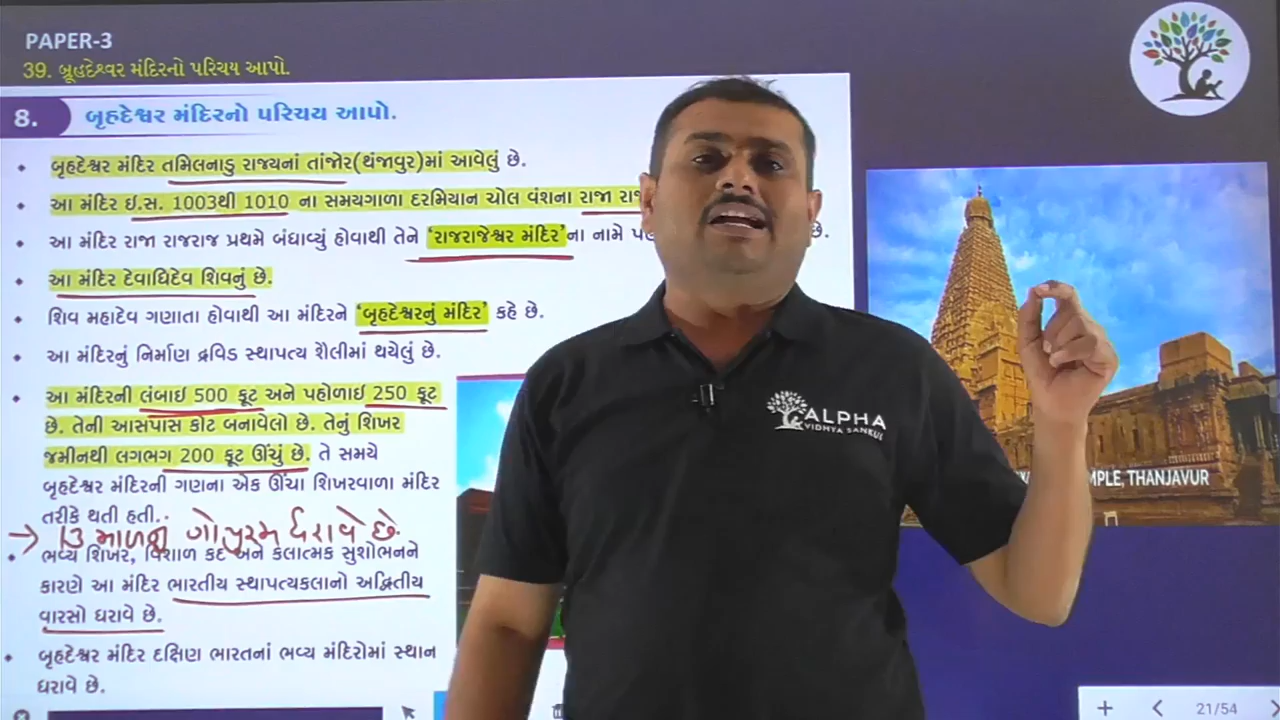 PAPER-3
39. બ્રૂહદેશ્વર મંદિરનો પરિચય આપો.
8. બૃહદેશ્વર મંદિરનો પરિચય આપો.
• બૃહદેશ્વર મંદિર તમિલનાડુ રાજ્યનાં તાંજોર(થંજાવુર)માં આવેલું છે.
• આ મંદિર ઇ.સ. 1003થી 1010 ના સમયગાળા દરમિયાન ચોલ વંશના રાજા
• આ મંદિર રાજા રાજરાજ પ્રથમે બંધાવ્યું હોવાથી તેને 'રાજરાજેશ્વર મંદિર'ના નામે છે.
• આ મંદિર દેવાધિદેવ શિવનું છે.
• શિવ મહાદેવ ગણાતા હોવાથી આ મંદિરને 'બૃહદેશ્વરનું મંદિર' કહે છે.
• આ મંદિરનું નિર્માણ દ્રવિડ સ્થાપત્ય શૈલીમાં થયેલું છે.
• આ મંદિરની લંબાઇ 500 ફૂટ અને પહોળાઇ 250 ફૂટ
છે. તેની આસપાસ કોટ બનાવેલો છે. તેનું શિખર
જમીનથી લગભગ 200 ફૂટ ઊંચું છે. તે સમયે
બૃહદેશ્વર મંદિરની ગણના એક ઊંચા શિખરવાળા મંદિર
તરીકે થતી હતી.
→ 13 માળનું ગોપુરમ ધરાવે છે.
• ભવ્ય શિખર, વિશાળ કદ અને કલાત્મક સુશોભનને
કારણે આ મંદિર ભારતીય સ્થાપત્યકલાનો અદ્વિતીય
વારસો ધરાવે છે.
• બૃહદેશ્વર મંદિર દક્ષિણ ભારતનાં ભવ્ય મંદિરોમાં સ્થાન
ધરાવે છે.
THANJAVUR
ALPHA
VIDHYA SANKUL
21/54